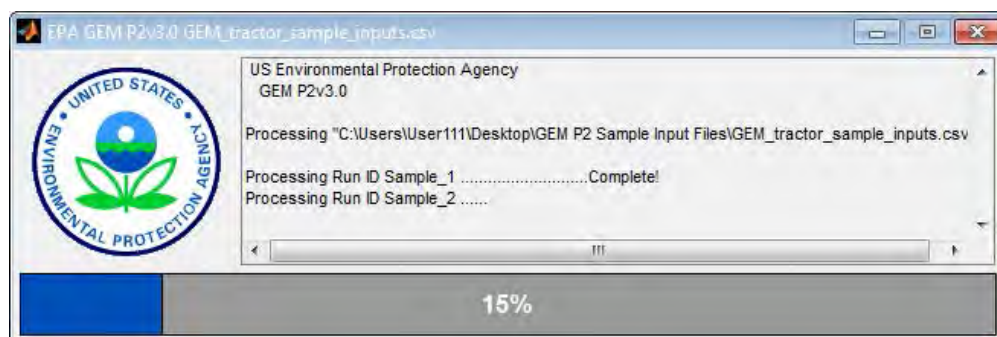 EPA GEM P2v3.0 GEM_tractor_sample_inputs.csv
UNITED STATES
ENVIRONMENTAL PROTECTION AGENCY
US Environmental Protection Agency
GEM P2v3.0
Processing "C:\Users\User111\Desktop\GEM P2 Sample Input Files\GEM_tractor_sample_inputs.csv
Processing Run ID Sample_1 ............................Complete!
Processing Run ID Sample_2 ......
15%